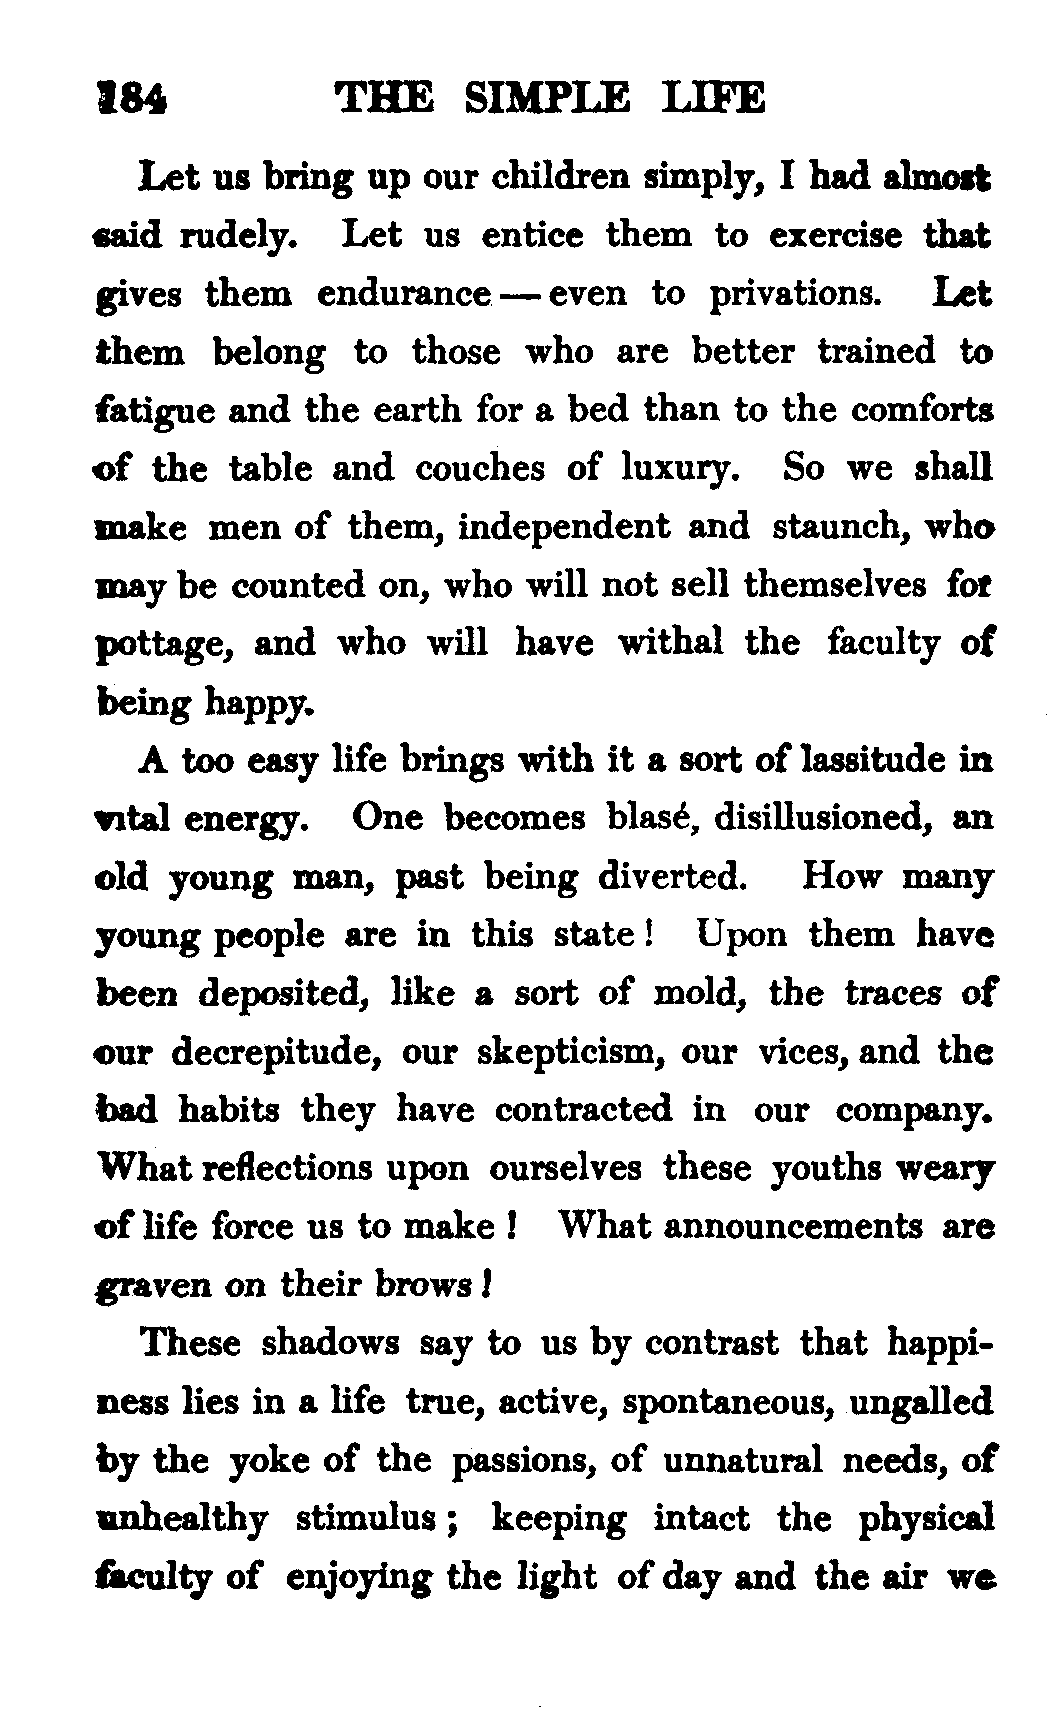 184 THE SIMPLE LIFE
Let us bring up our children simply, I had almost
said rudely. Let us entice them to exercise that
gives them endurance — even to privations. Let
them belong to those who are better trained to
fatigue and the earth for a bed than to the comforts
of the table and couches of luxury. So we shall
make men of them, independent and staunch, who
may be counted on, who will not sell themselves for
pottage, and who will have withal the faculty of
being happy.
A too easy life brings with it a sort of lassitude in
vital energy. One becomes blasé, disillusioned, an
old young man, past being diverted. How many
young people are in this state! Upon them have
been deposited, like a sort of mold, the traces of
our decrepitude, our skepticism, our vices, and the
bad habits they have contracted in our company.
What reflections upon ourselves these youths weary
of life force us to make! What announcements are
graven on their brows!
These shadows say to us by contrast that happi-
ness lies in a life true, active, spontaneous, ungalled
by the yoke of the passions, of unnatural needs, of
unhealthy stimulus; keeping intact the physical
faculty of enjoying the light of day and the air we